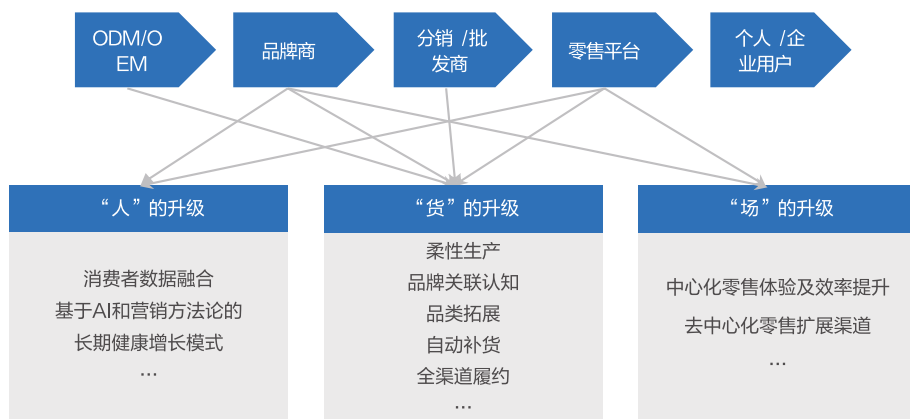 ODM/O
EM
品牌商
分销 /批
发商
零售平台
个人 /企
业用户
“人”的升级
消费者数据融合
基于AI和营销方法论的
长期健康增长模式
…
“货”的升级
柔性生产
品牌关联认知
品类拓展
自动补货
全渠道履约
…
“场”的升级
中心化零售体验及效率提升
去中心化零售扩展渠道
…